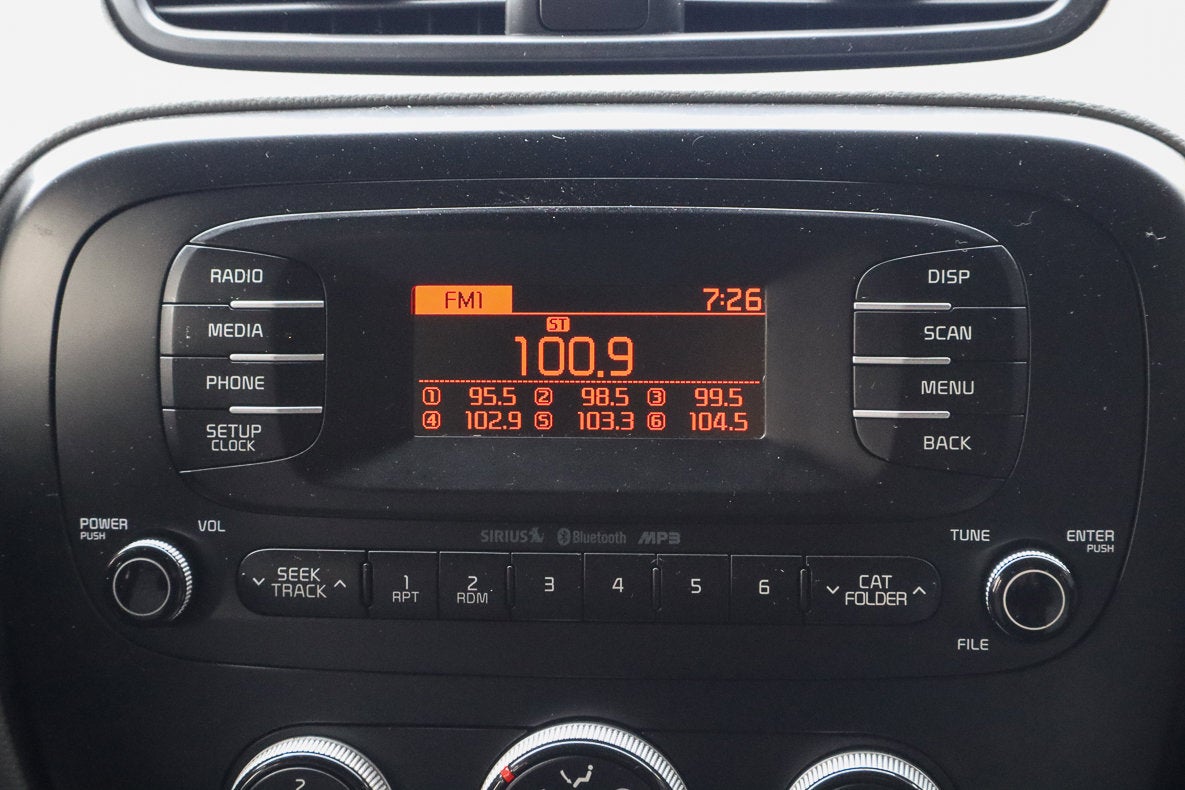 RADIO
MEDIA
PHONE
SETUP
CLOCK
FM1 7:26
ST
100.9
1 95.5 2 98.5 3 99.5
4 102.9 5 103.3 6 104.5
DISP
SCAN
MENU
BACK
POWER
PUSH
VOL
SIRIUS Bluetooth MP3
TUNE
ENTER
PUSH
SEEK
TRACK
1
RPT
2
RDM
3
4
5
6
CAT
FOLDER
FILE
2